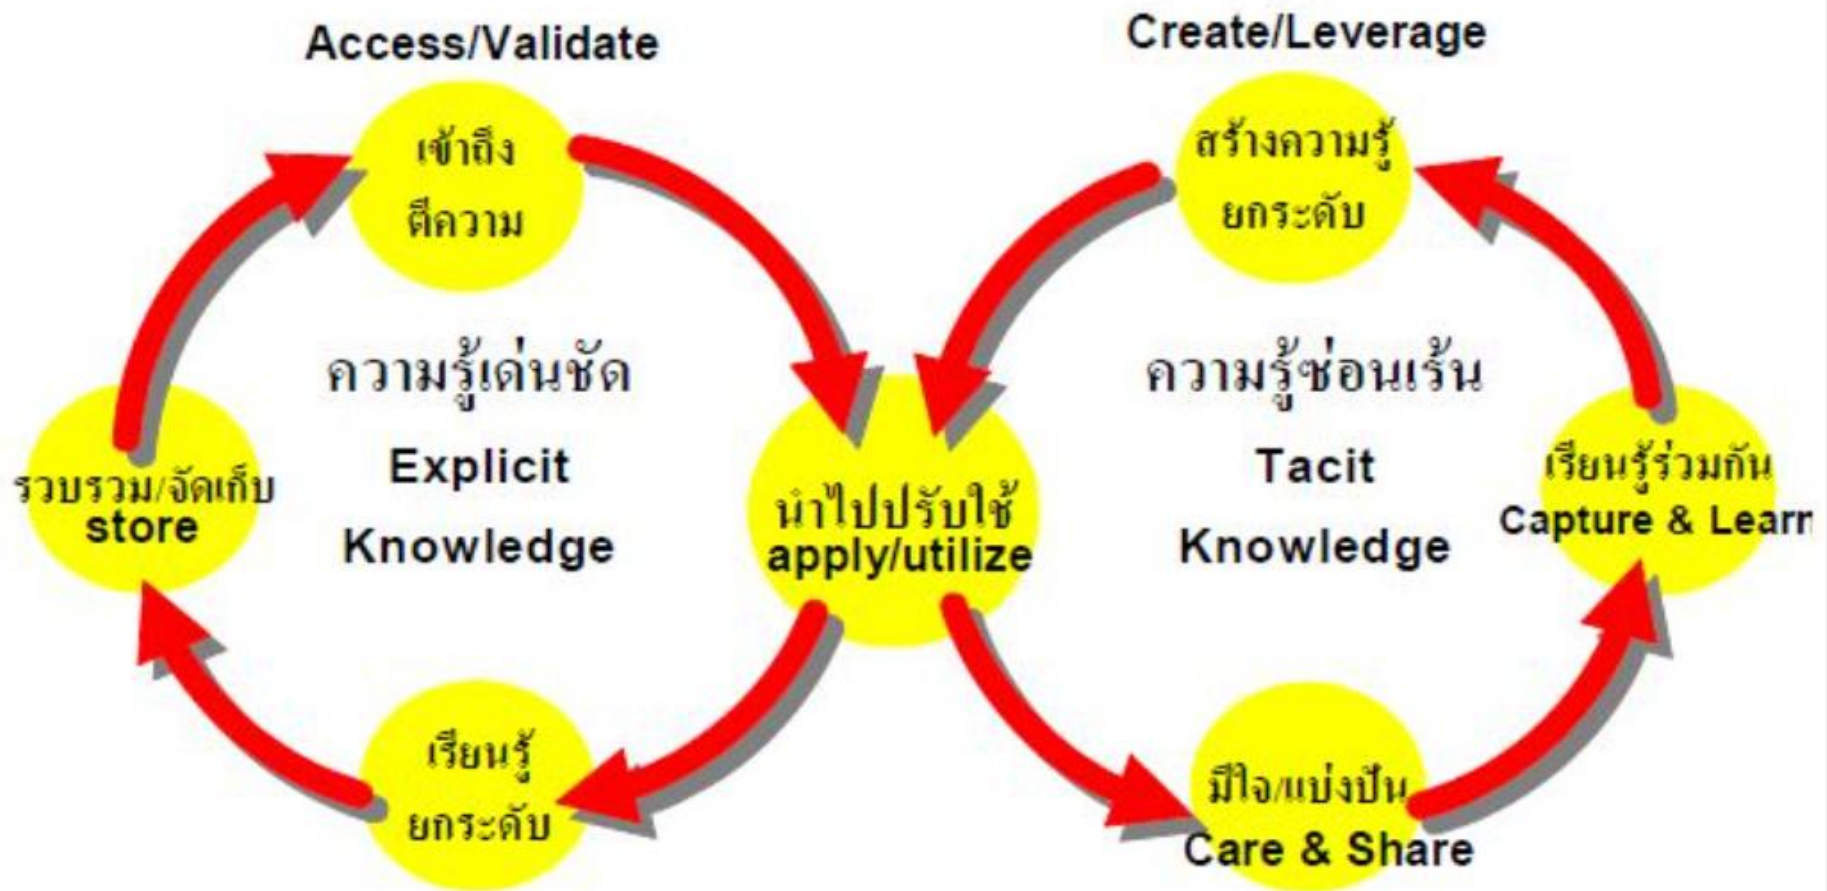 Access/Validate
เข้าถึง
ตีความ
Create/Leverage
สร้างความรู้
ยกระดับ
ความรู้เด่นชัด
Explicit
Knowledge
ความรู้ซ่อนเร้น
Tacit
Knowledge
รวบรวม/จัดเก็บ
store
นำไปปรับใช้
apply/utilize
เรียนรู้ร่วมกัน
Capture & Learn
เรียนรู้
ยกระดับ
มีใจ/แบ่งปัน
Care & Share